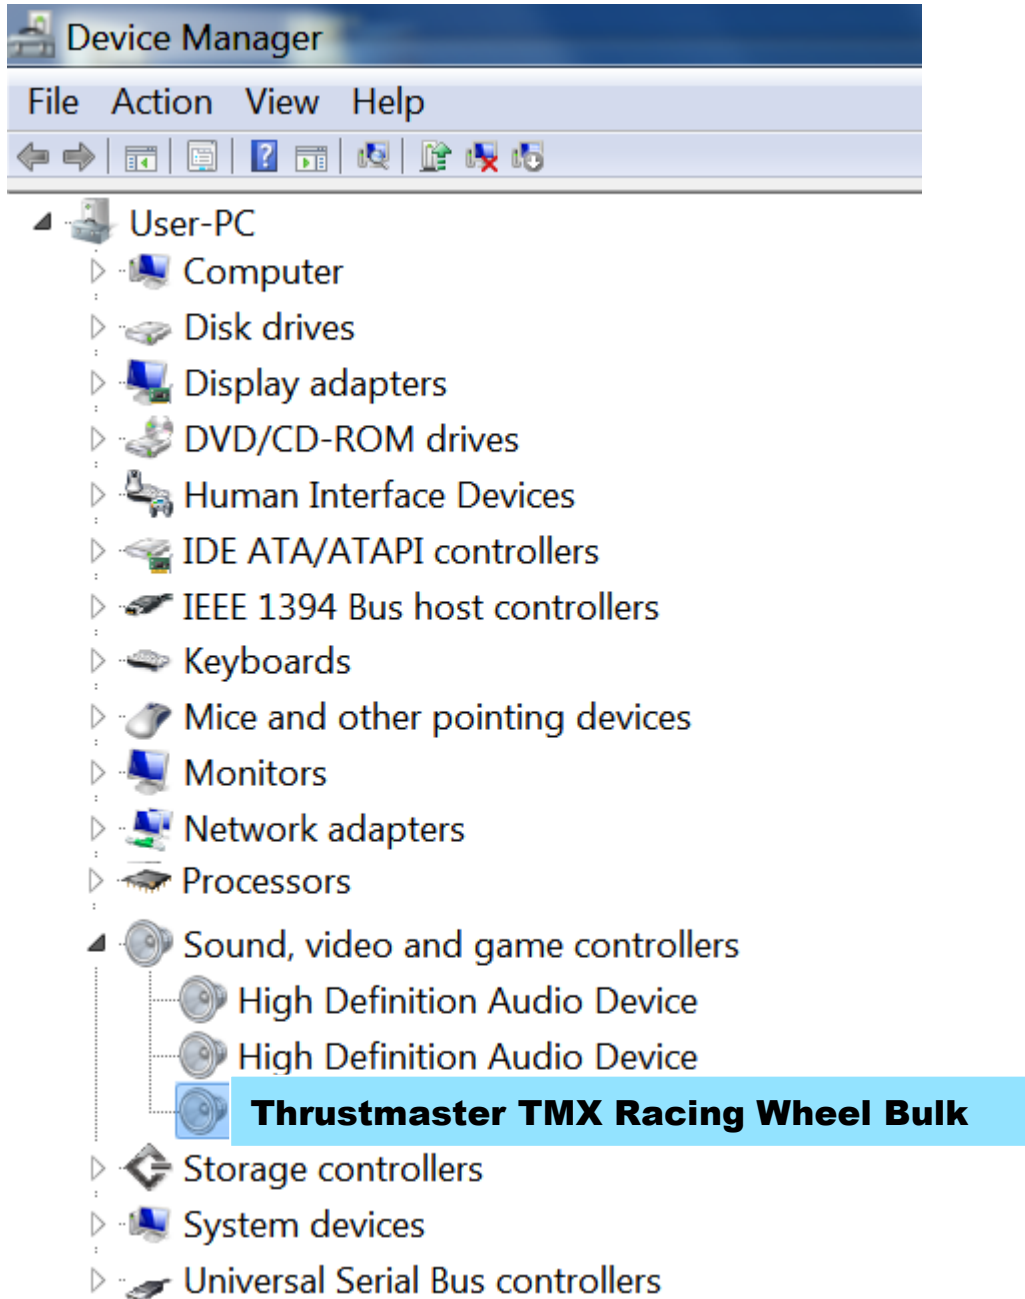 Device Manager
File Action View Help
User-PC
Computer
Disk drives
Display adapters
DVD/CD-ROM drives
Human Interface Devices
IDE ATA/ATAPI controllers
IEEE 1394 Bus host controllers
Keyboards
Mice and other pointing devices
Monitors
Network adapters
Processors
Sound, video and game controllers
High Definition Audio Device
High Definition Audio Device
Thrustmaster TMX Racing Wheel Bulk
Storage controllers
System devices
Universal Serial Bus controllers